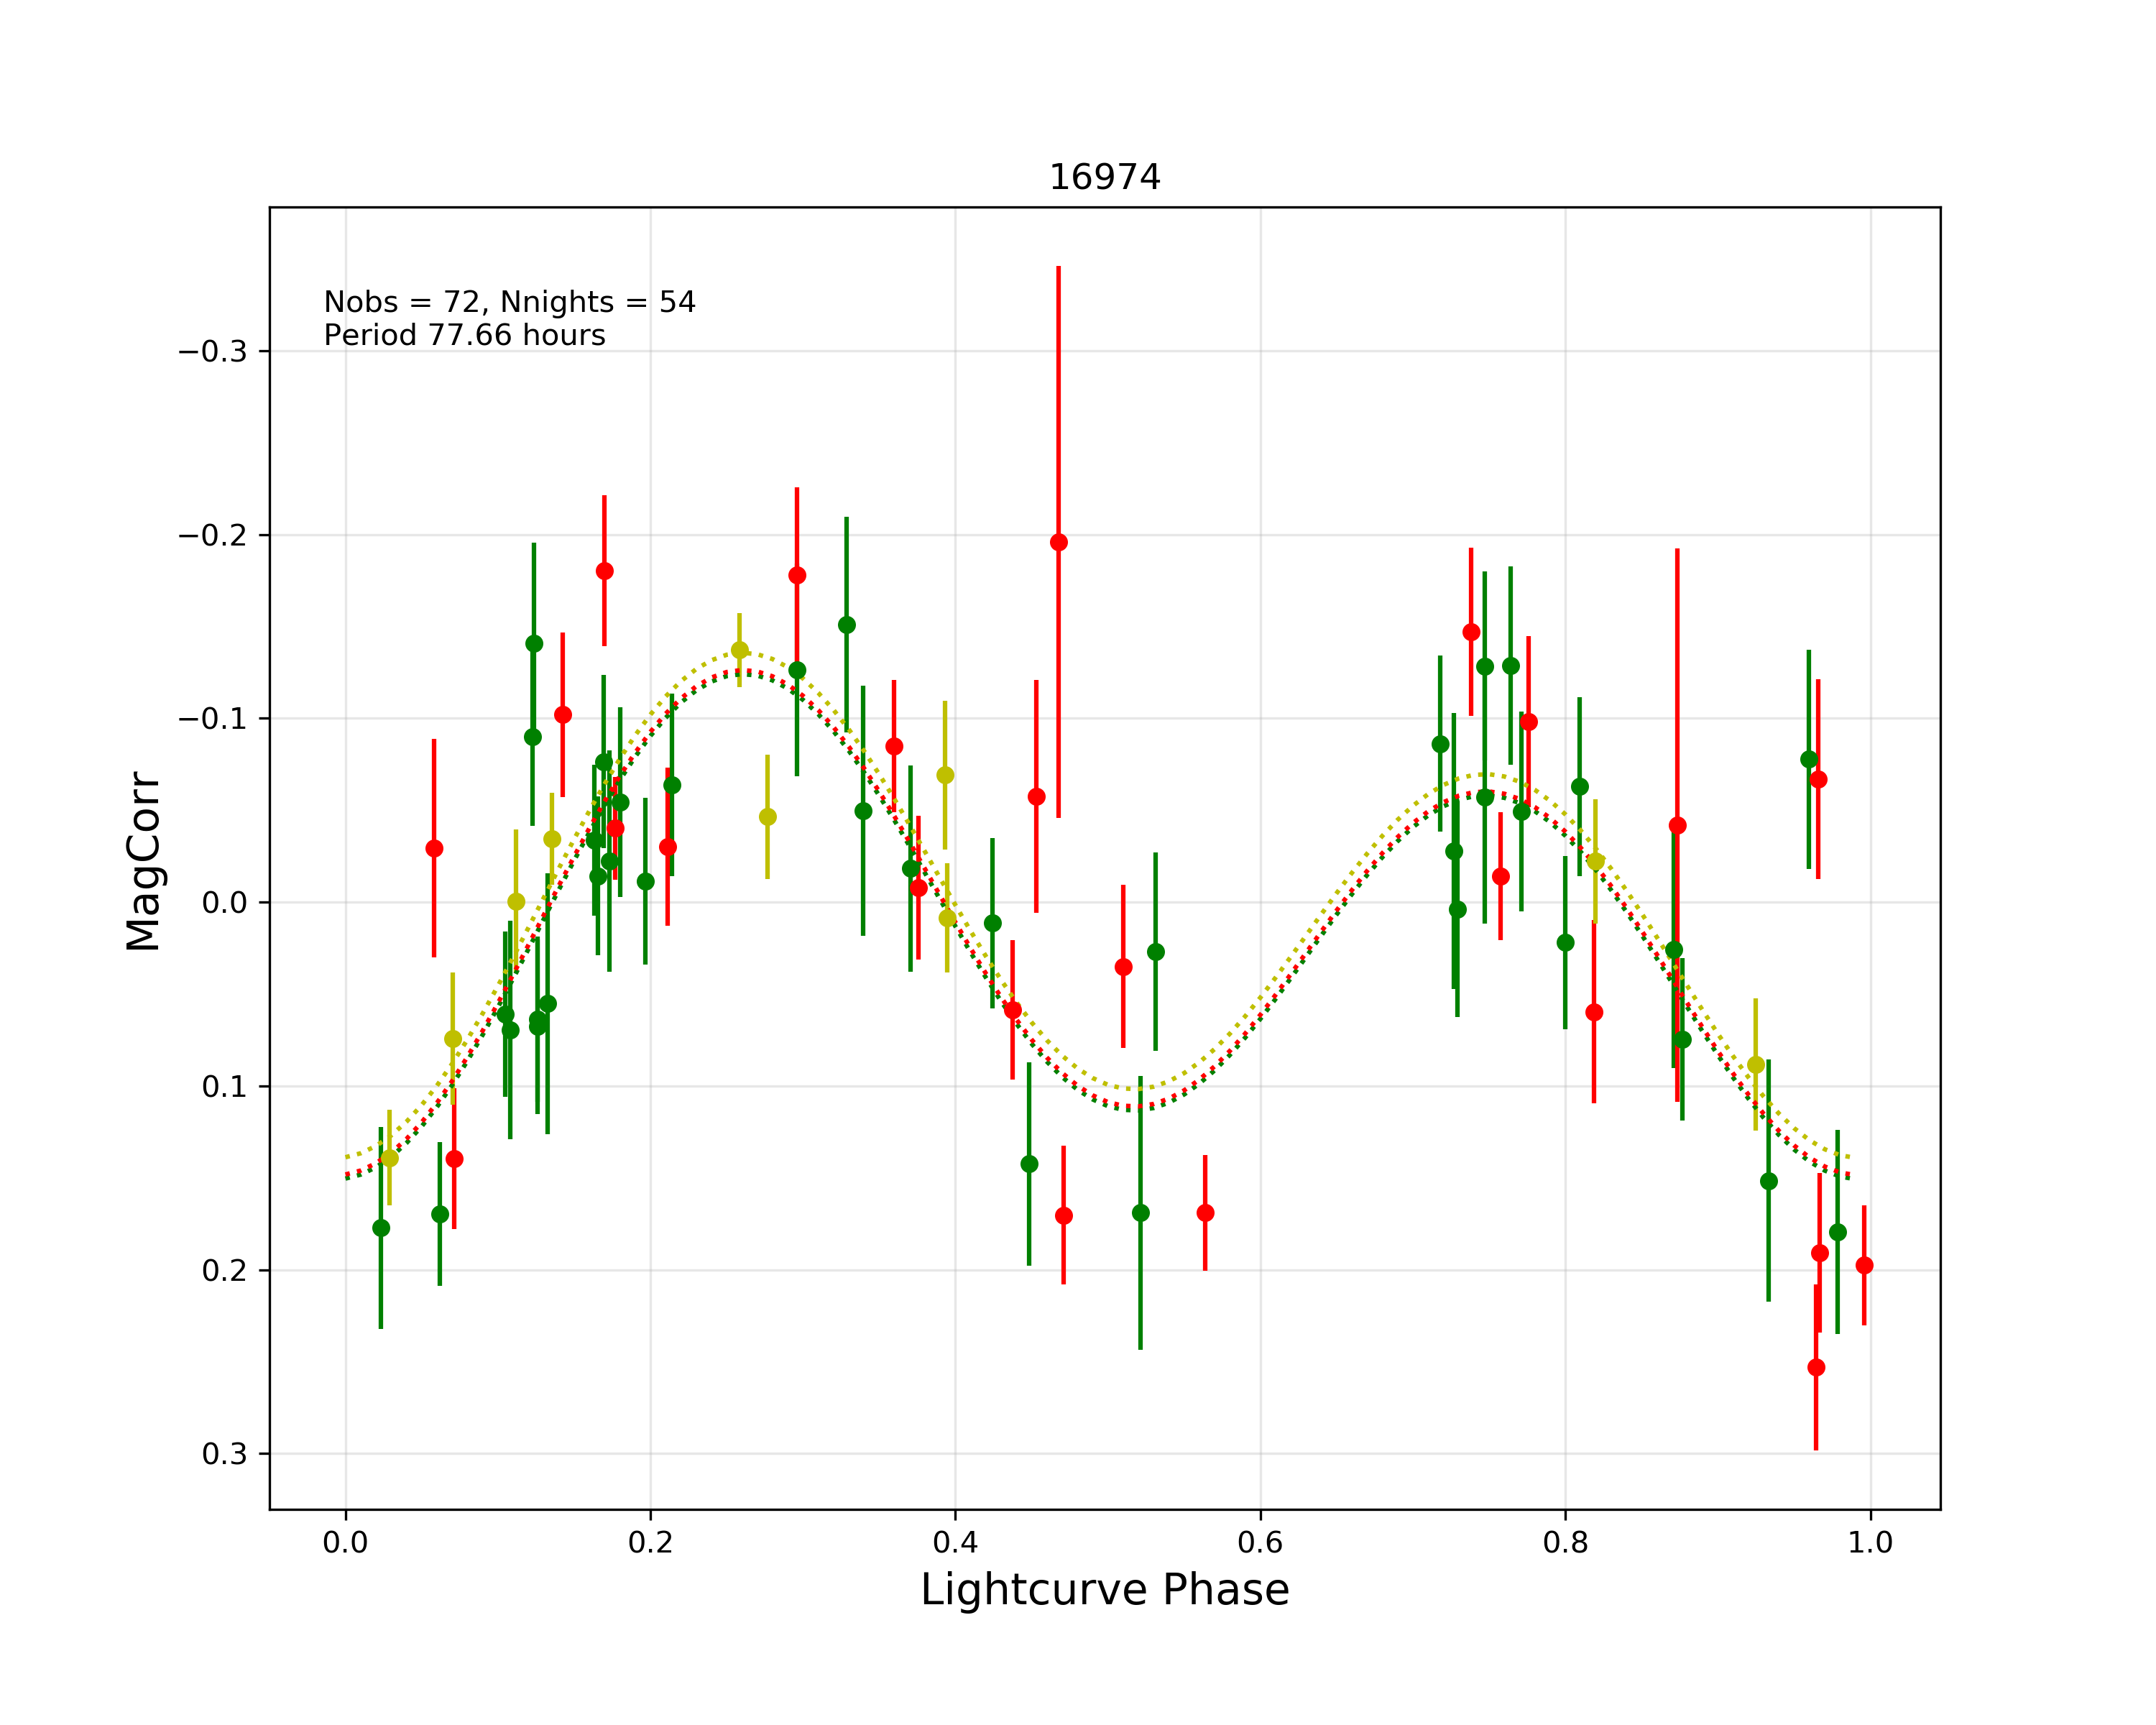 16974
Nobs = 72, Nnights = 54
Period 77.66 hours
−0.3
−0.2
−0.1
0.0
0.1
0.2
0.3
MagCorr
0.0 0.2 0.4 0.6 0.8 1.0
Lightcurve Phase